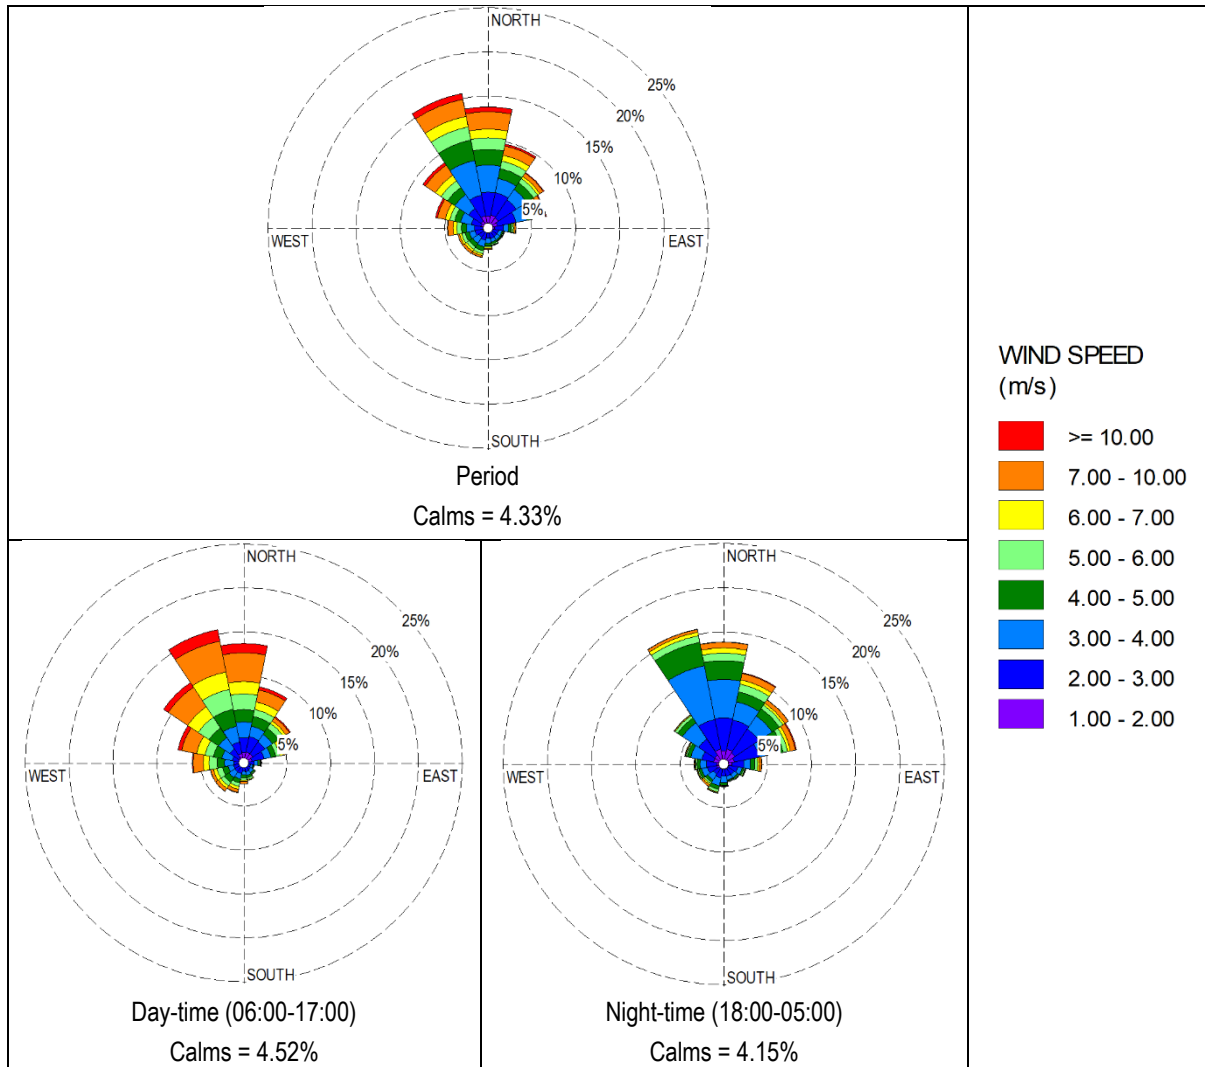 NORTH
25%
20%
15%
10%
5%
WEST
EAST
SOUTH
Period
Calms = 4.33%
NORTH
25%
20%
15%
10%
5%
WEST
EAST
SOUTH
Day-time (06:00-17:00)
Calms = 4.52%
NORTH
25%
20%
15%
10%
5%
WEST
EAST
SOUTH
Night-time (18:00-05:00)
Calms = 4.15%
WIND SPEED
(m/s)
>= 10.00
7.00 - 10.00
6.00 - 7.00
5.00 - 6.00
4.00 - 5.00
3.00 - 4.00
2.00 - 3.00
1.00 - 2.00